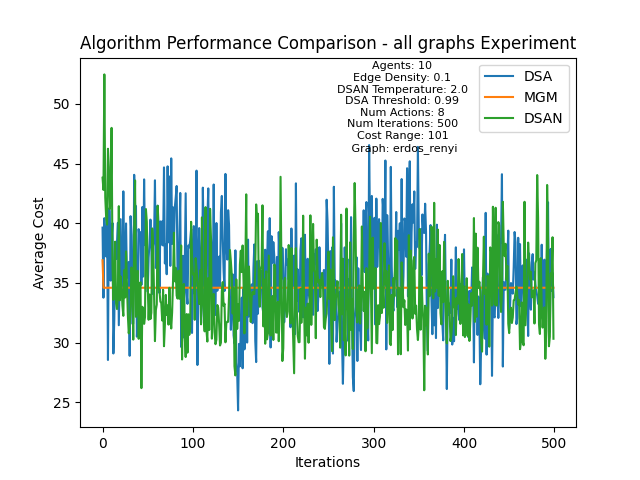 Algorithm Performance Comparison - all graphs Experiment
Agents: 10
Edge Density: 0.1
DSAN Temperature: 2.0
DSA Threshold: 0.99
Num Actions: 8
Num Iterations: 500
Cost Range: 101
Graph: erdos_renyi
DSA
MGM
DSAN
Average Cost
50
45
40
35
30
25
0
100
200
300
400
500
Iterations